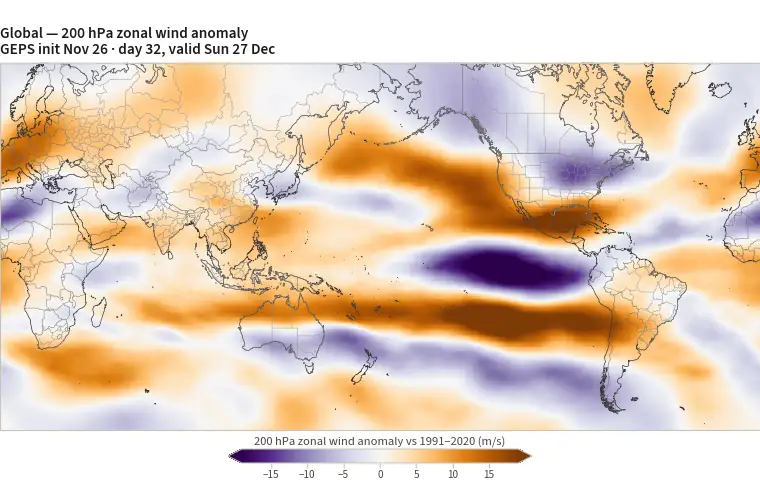 Global — 200 hPa zonal wind anomaly
GEPS init Nov 26 · day 32, valid Sun 27 Dec
200 hPa zonal wind anomaly vs 1991–2020 (m/s)
−15 −10 −5 0 5 10 15